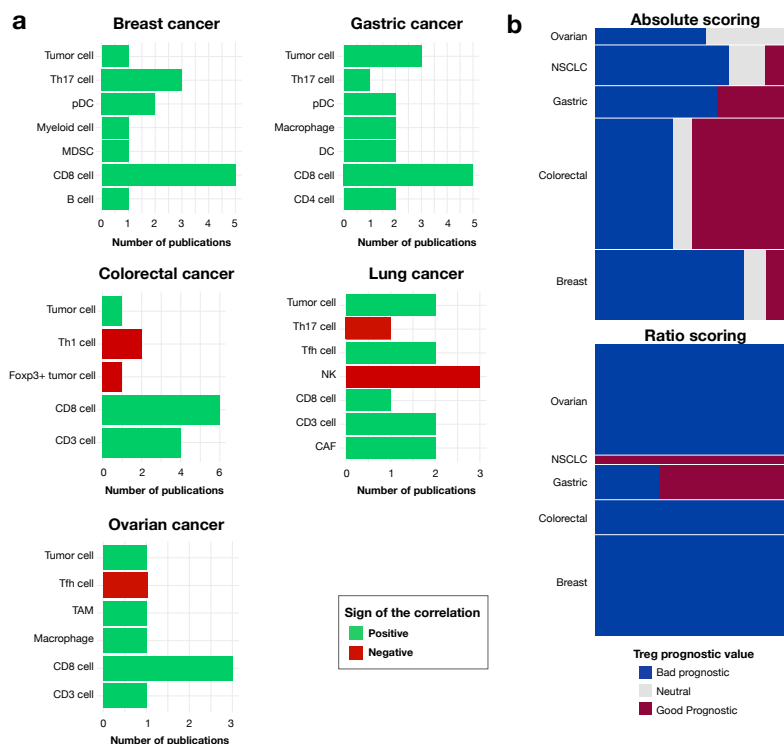 a
Breast cancer
Tumor cell
Th17 cell
pDC
Myeloid cell
MDSC
CD8 cell
B cell
0 1 2 3 4 5
Number of publications
Gastric cancer
Tumor cell
Th17 cell
pDC
Macrophage
DC
CD8 cell
CD4 cell
0 1 2 3 4 5
Number of publications
Colorectal cancer
Tumor cell
Th1 cell
Foxp3+ tumor cell
CD8 cell
CD3 cell
0 2 4 6
Number of publications
Lung cancer
Tumor cell
Th17 cell
Tfh cell
NK
CD8 cell
CD3 cell
CAF
0 1 2 3
Number of publications
Ovarian cancer
Tumor cell
Tfh cell
TAM
Macrophage
CD8 cell
CD3 cell
0 1 2 3
Number of publications
Sign of the correlation
Positive
Negative
b
Absolute scoring
Ovarian
NSCLC
Gastric
Colorectal
Breast
Ratio scoring
Ovarian
NSCLC
Gastric
Colorectal
Breast
Treg prognostic value
Bad prognostic
Neutral
Good Prognostic